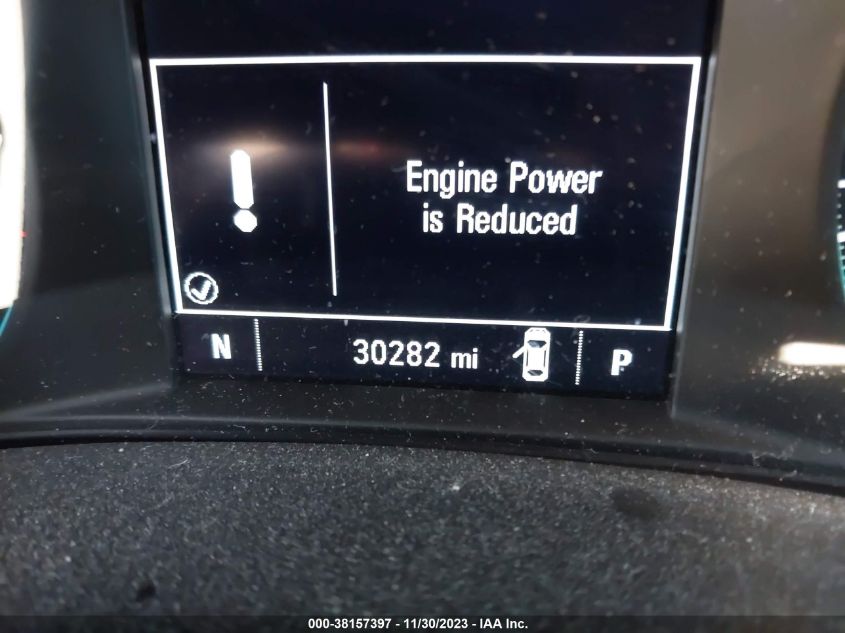 Engine Power
is Reduced
N 30282 mi P
000-38157397 - 11/30/2023 - © IAA Inc.